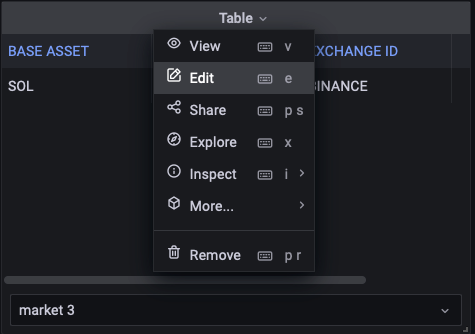 Table
BASE ASSET
EXCHANGE ID
SOL
BINANCE
View v
Edit e
Share p s
Explore x
Inspect i
More...
Remove p r
market 3